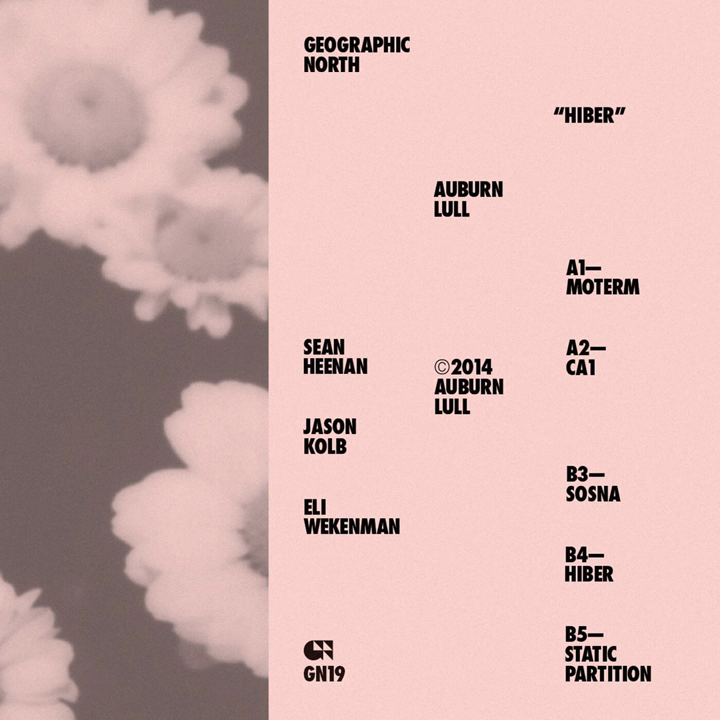 GEOGRAPHIC
NORTH
“HIBER”
AUBURN
LULL
A1—
MOTERM
A2—
CA1
SEAN
HEENAN
©2014
AUBURN
LULL
JASON
KOLB
B3—
SOSNA
ELI
WEKENMAN
B4—
HIBER
B5—
STATIC
PARTITION
GN19